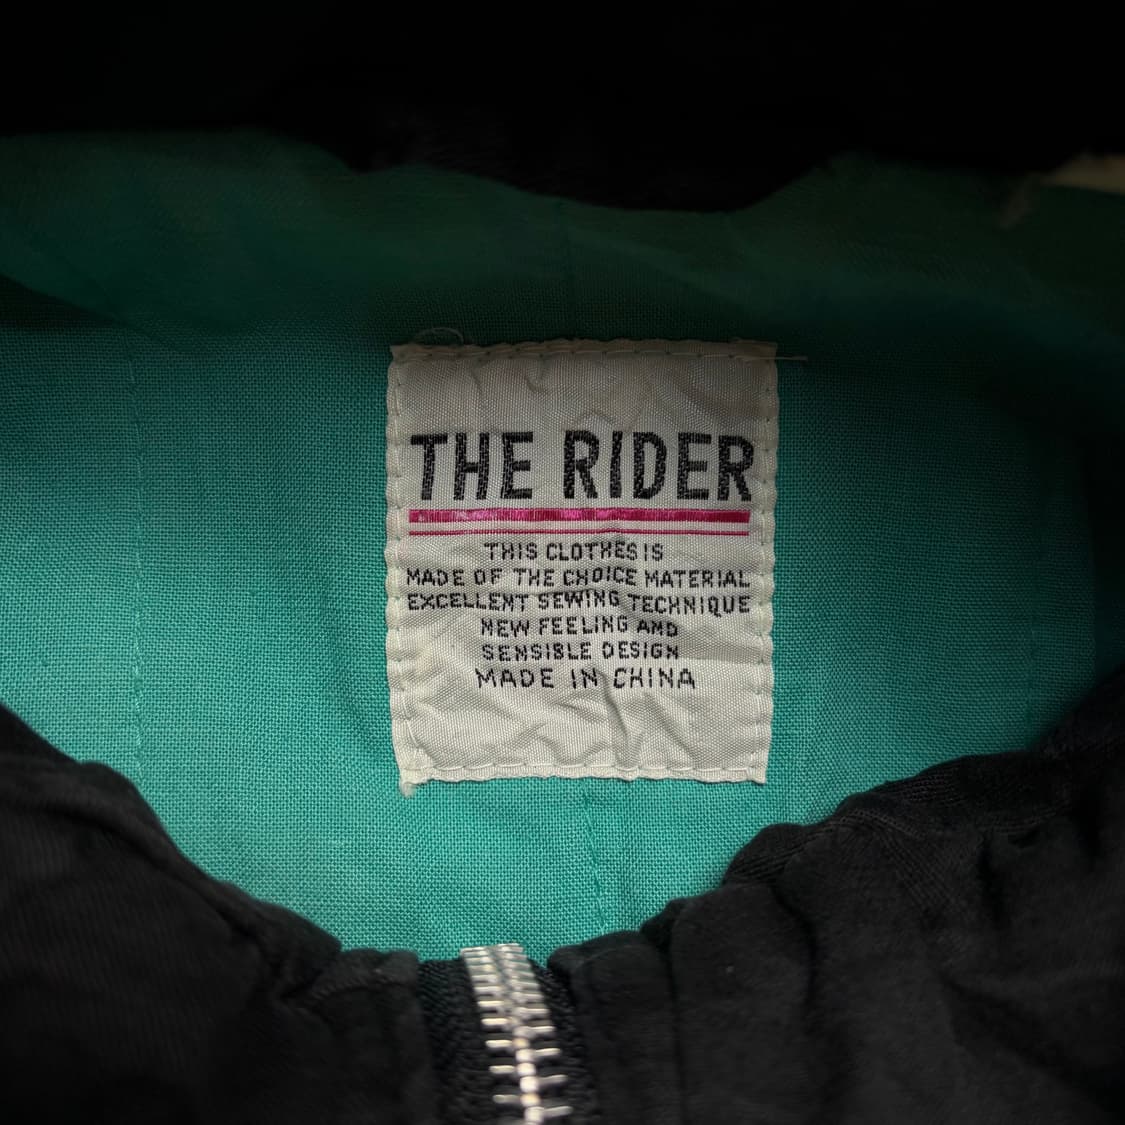 THE RIDER
THIS CLOTHES IS
MADE OF THE CHOICE MATERIAL
EXCELLENT SEWING TECHNIQUE
NEW FEELING AND
SENSIBLE DESIGN
MADE IN CHINA